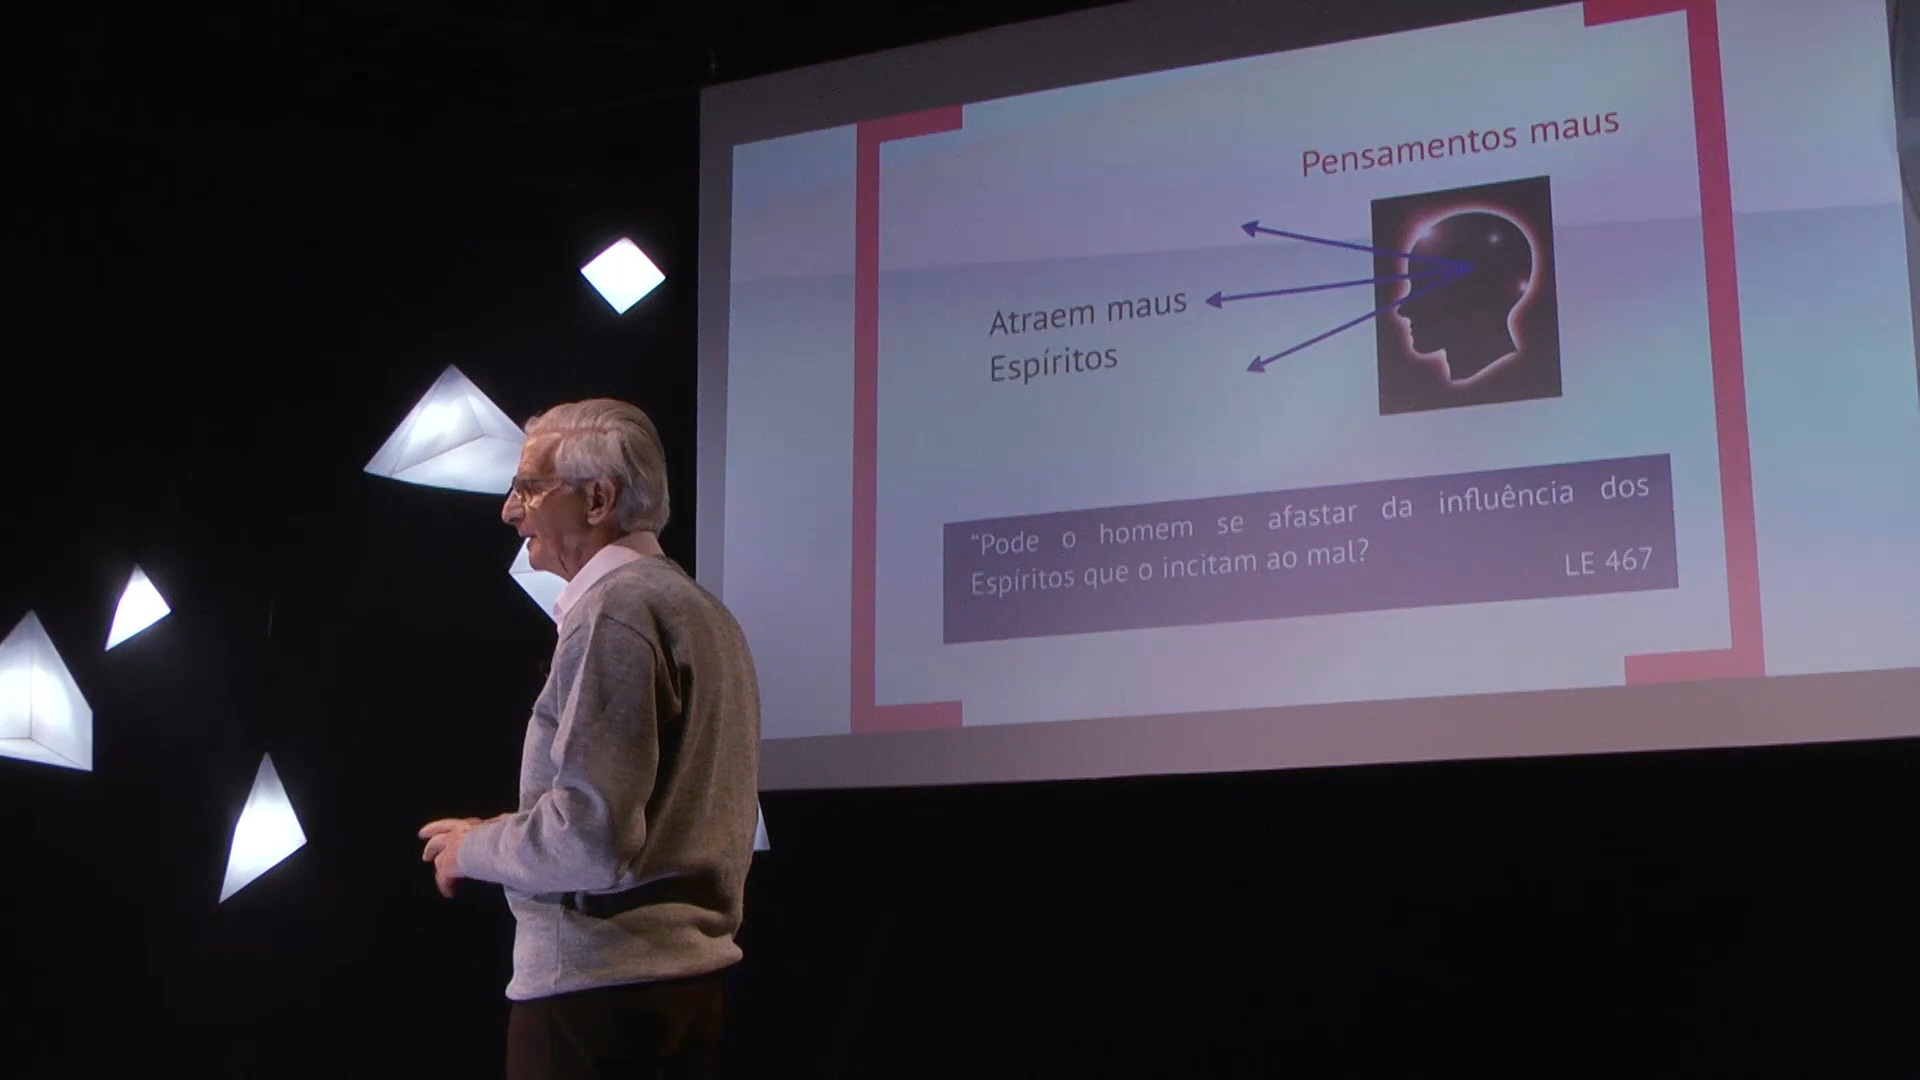 Pensamentos maus
Atraem maus
Espíritos
"Pode o homem se afastar da influência dos
Espíritos que o incitam ao mal?
LE 467